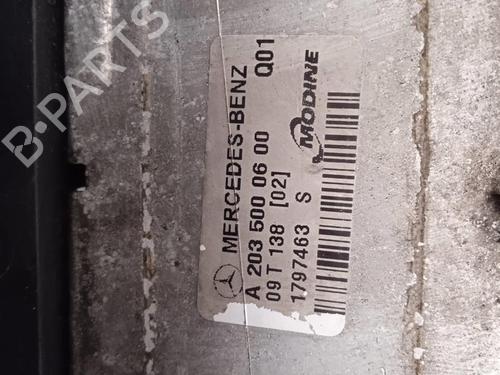 MERCEDES-BENZ Q01
A 203 500 06 00
09 T 138 [02]
MODINE
1797463 S
B-PARTS